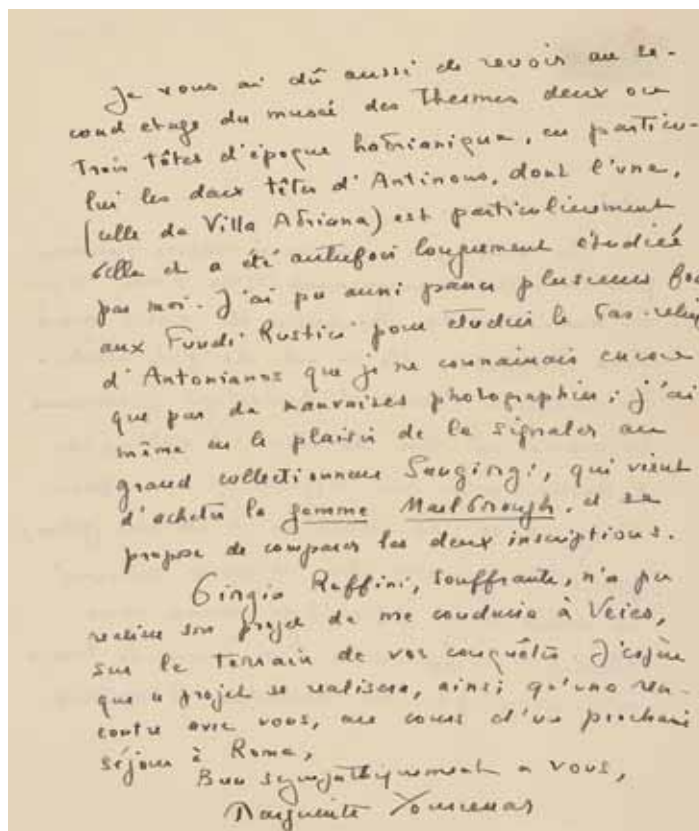 Je vous ai dû aussi de revoir au se-
cond etage du musée des Thermes deux ou
trois têtes d'époque hadrianique, en particu-
lier les deux têtes d'Antinous, dont l'une,
(celle de Villa Adriana) est particulièrement
belle et a été autrefois longuement étudiée
par moi. J'ai pu aussi passer plusieurs fois
aux Fundi Rustici pour étudier le bas-relief
d'Antonianos que je ne connaissais encore
que par de mauvaises photographies; j'ai
même eu le plaisir de le signaler au
grand collectionneur Sangiorgi, qui vient
d'acheter la gemme Marlborough, et se
propose de comparer les deux inscriptions.
Giorgio Ruffini, souffrante, n'a pu
realiser son projet de me conduire à Veies,
sur le terrain de vos conquêtes. J'espère
que ce projet se realisera, ainsi qu'une ren-
contre avec vous, au cours d'un prochain
séjour à Rome,
Bien sympathiquement a vous,
Marguerite Yourcenar